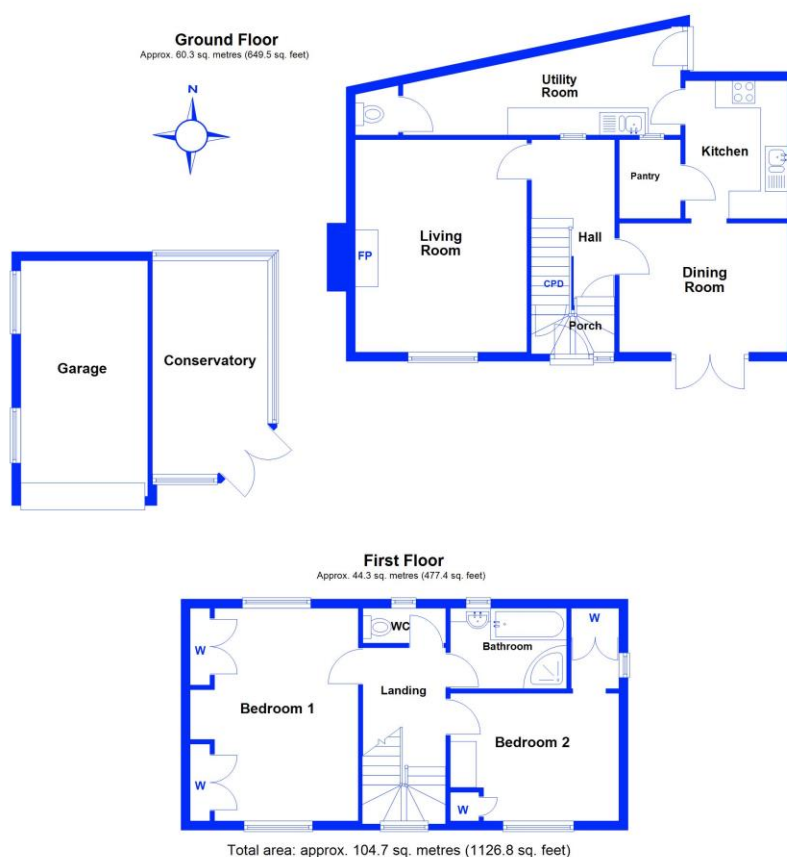 Ground Floor
Approx. 60.3 sq. metres (649.5 sq. feet)
N
Utility
Room
Kitchen
Pantry
Living
Room
FP
Hall
CPD
Porch
Dining
Room
Garage
Conservatory
First Floor
Approx. 44.3 sq. metres (477.4 sq. feet)
W
WC
Bathroom
W
Bedroom 1
Landing
Bedroom 2
W
W
Total area: approx. 104.7 sq. metres (1126.8 sq. feet)